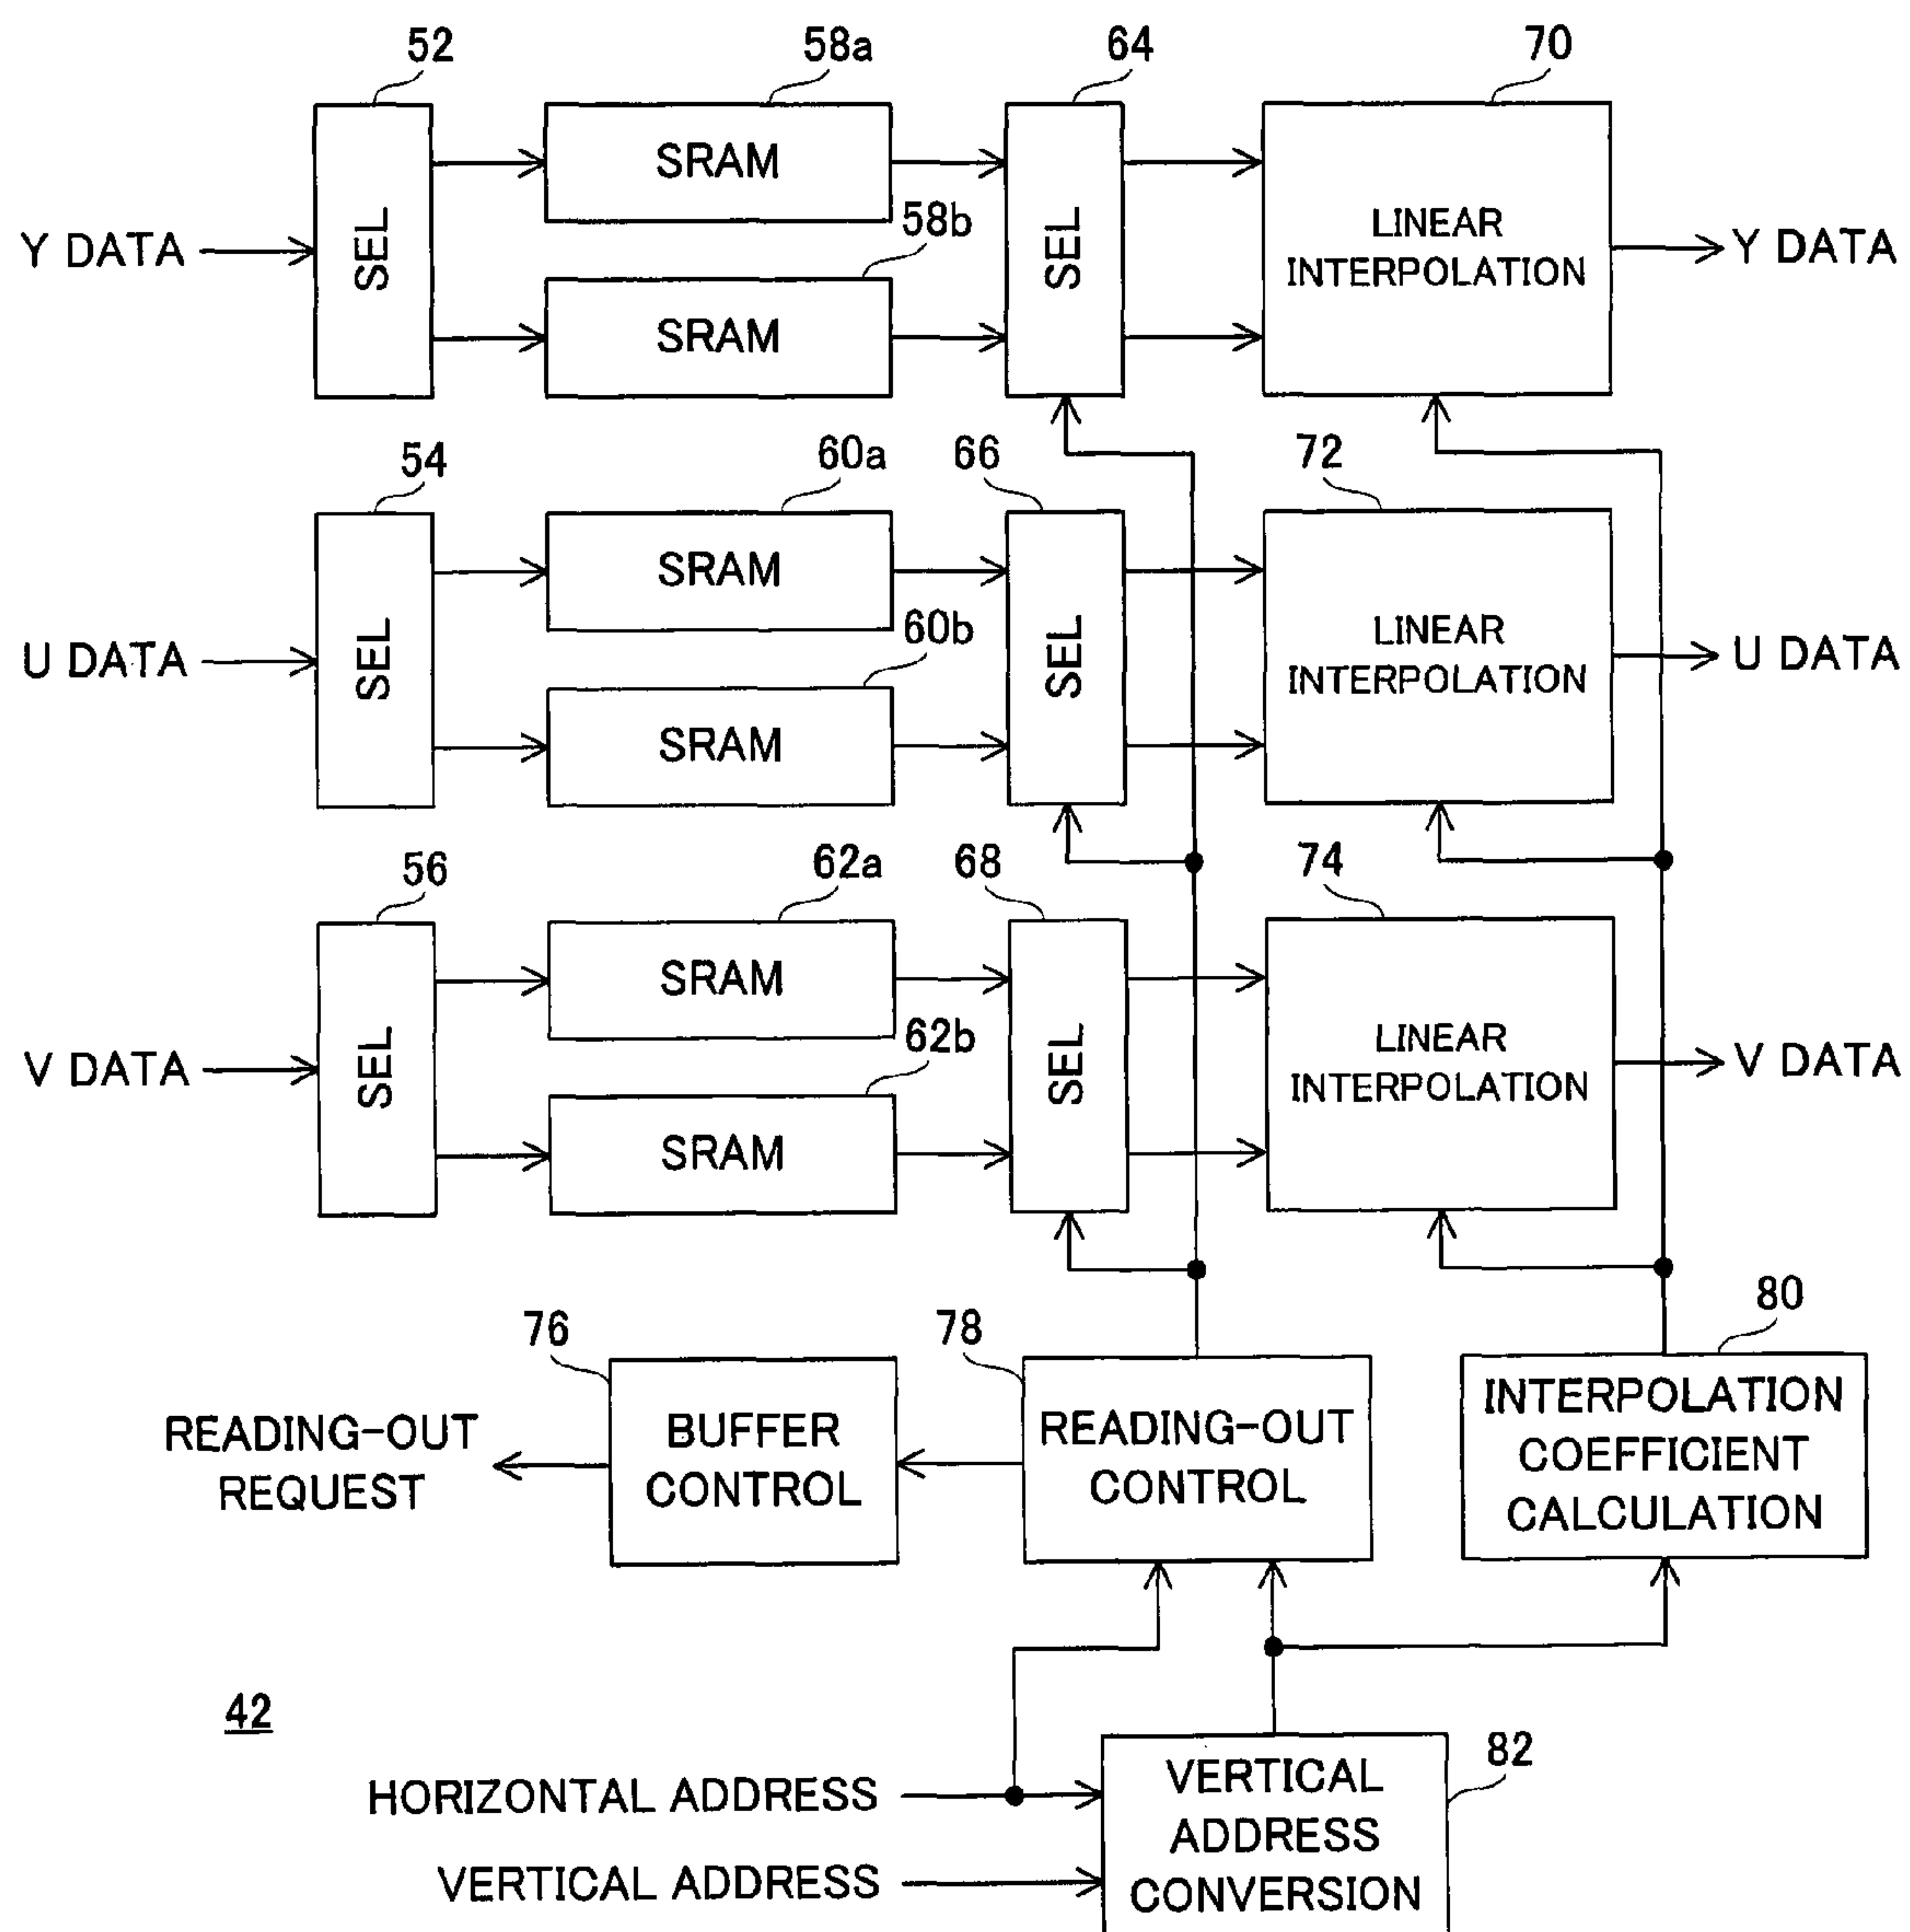 52
58a
64
70
SRAM
58b
Y DATA
SEL
SEL
LINEAR
INTERPOLATION
Y DATA
SRAM
54
60a
66
72
SRAM
60b
U DATA
SEL
SEL
LINEAR
INTERPOLATION
U DATA
SRAM
56
62a
68
74
SRAM
62b
V DATA
SEL
SEL
LINEAR
INTERPOLATION
V DATA
SRAM
76
78
80
READING-OUT
REQUEST
BUFFER
CONTROL
READING-OUT
CONTROL
INTERPOLATION
COEFFICIENT
CALCULATION
42
82
HORIZONTAL ADDRESS
VERTICAL ADDRESS
VERTICAL
ADDRESS
CONVERSION